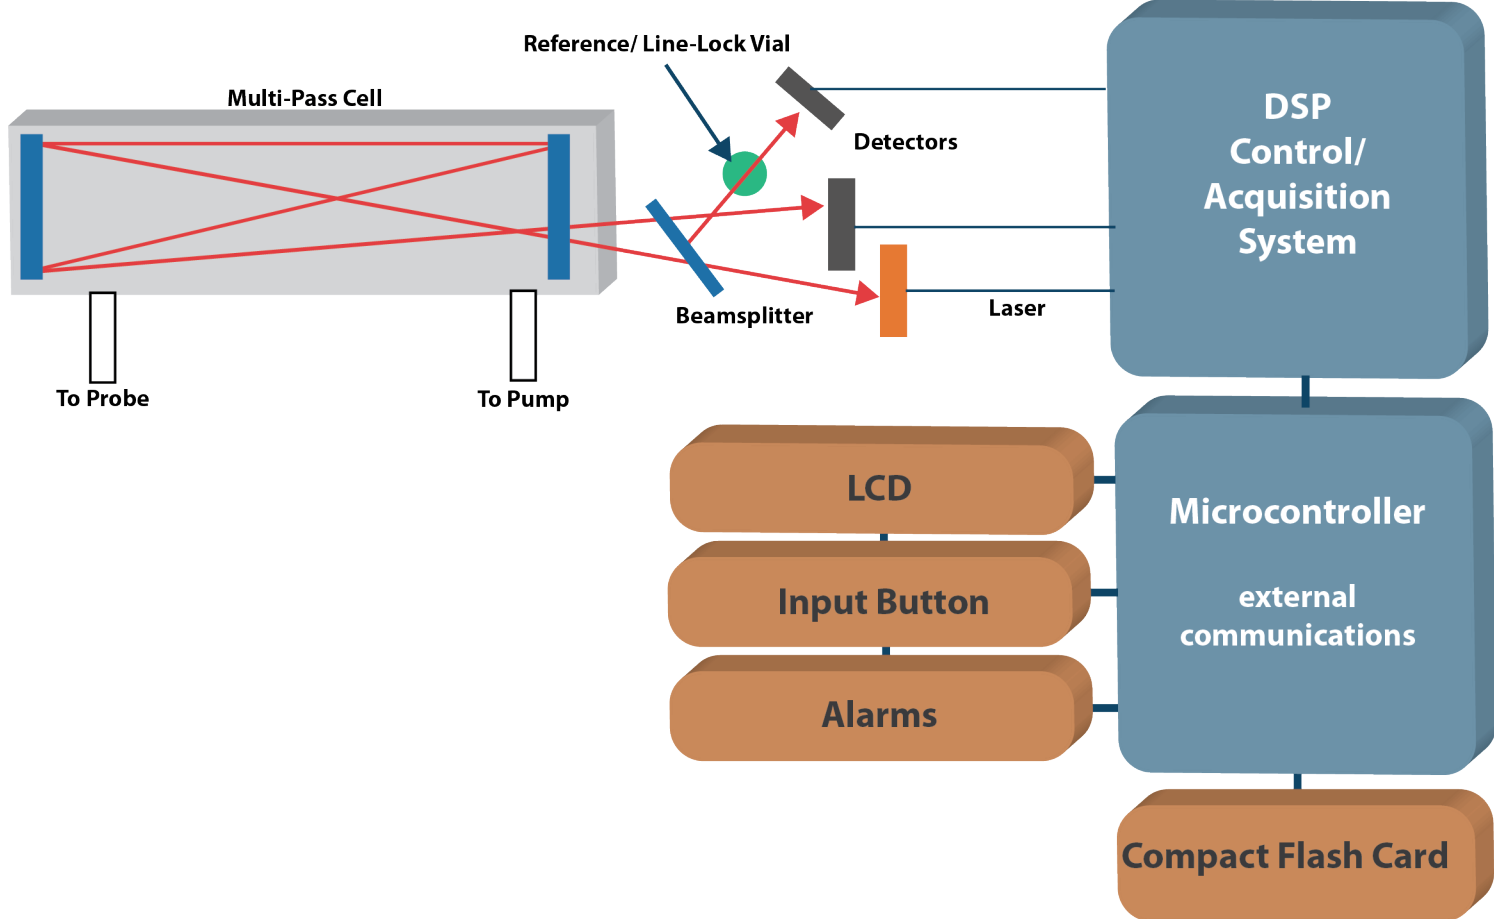 Reference/ Line-Lock Vial
Multi-Pass Cell
Detectors
DSP
Control/
Acquisition
System
Beamsplitter
Laser
To Probe
To Pump
LCD
Input Button
Alarms
Microcontroller
external
communications
Compact Flash Card